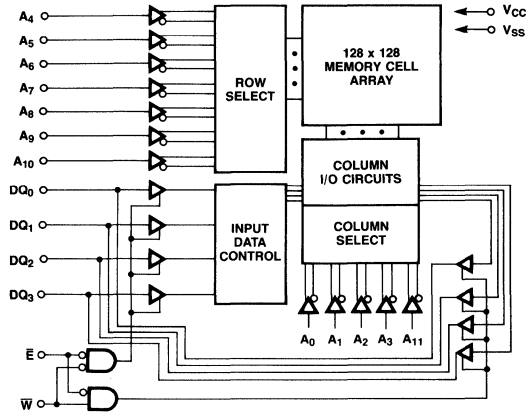 A4
A5
A6
A7
A8
A9
A10
DQ0
DQ1
DQ2
DQ3
E̅
W̅
ROW
SELECT
128 x 128
MEMORY CELL
ARRAY
VCC
VSS
INPUT
DATA
CONTROL
COLUMN
I/O CIRCUITS
COLUMN
SELECT
A0
A1
A2
A3
A11